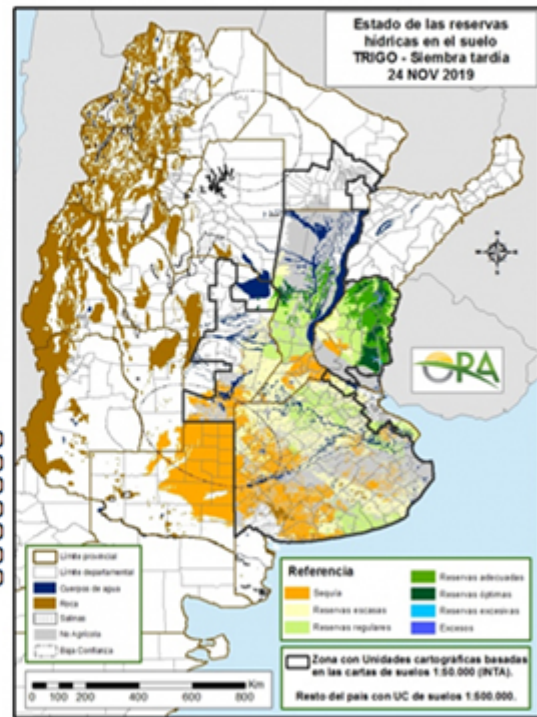 Estado de las reservas
hídricas en el suelo
TRIGO - Siembra tardía
24 NOV 2019
ORA
Límite provincial
Límite departamental
Cuerpos de agua
Roca
Salinas
No Agrícola
Baja Confianza
Km
0 100 200 400 600 800
Referencia
Sequía
Reservas escasas
Reservas regulares
Reservas adecuadas
Reservas óptimas
Reservas excesivas
Excesos
Zona con Unidades cartográficas basadas
en las cartas de suelos 1:50.000 (INTA).
Resto del país con UC de suelos 1:500.000.